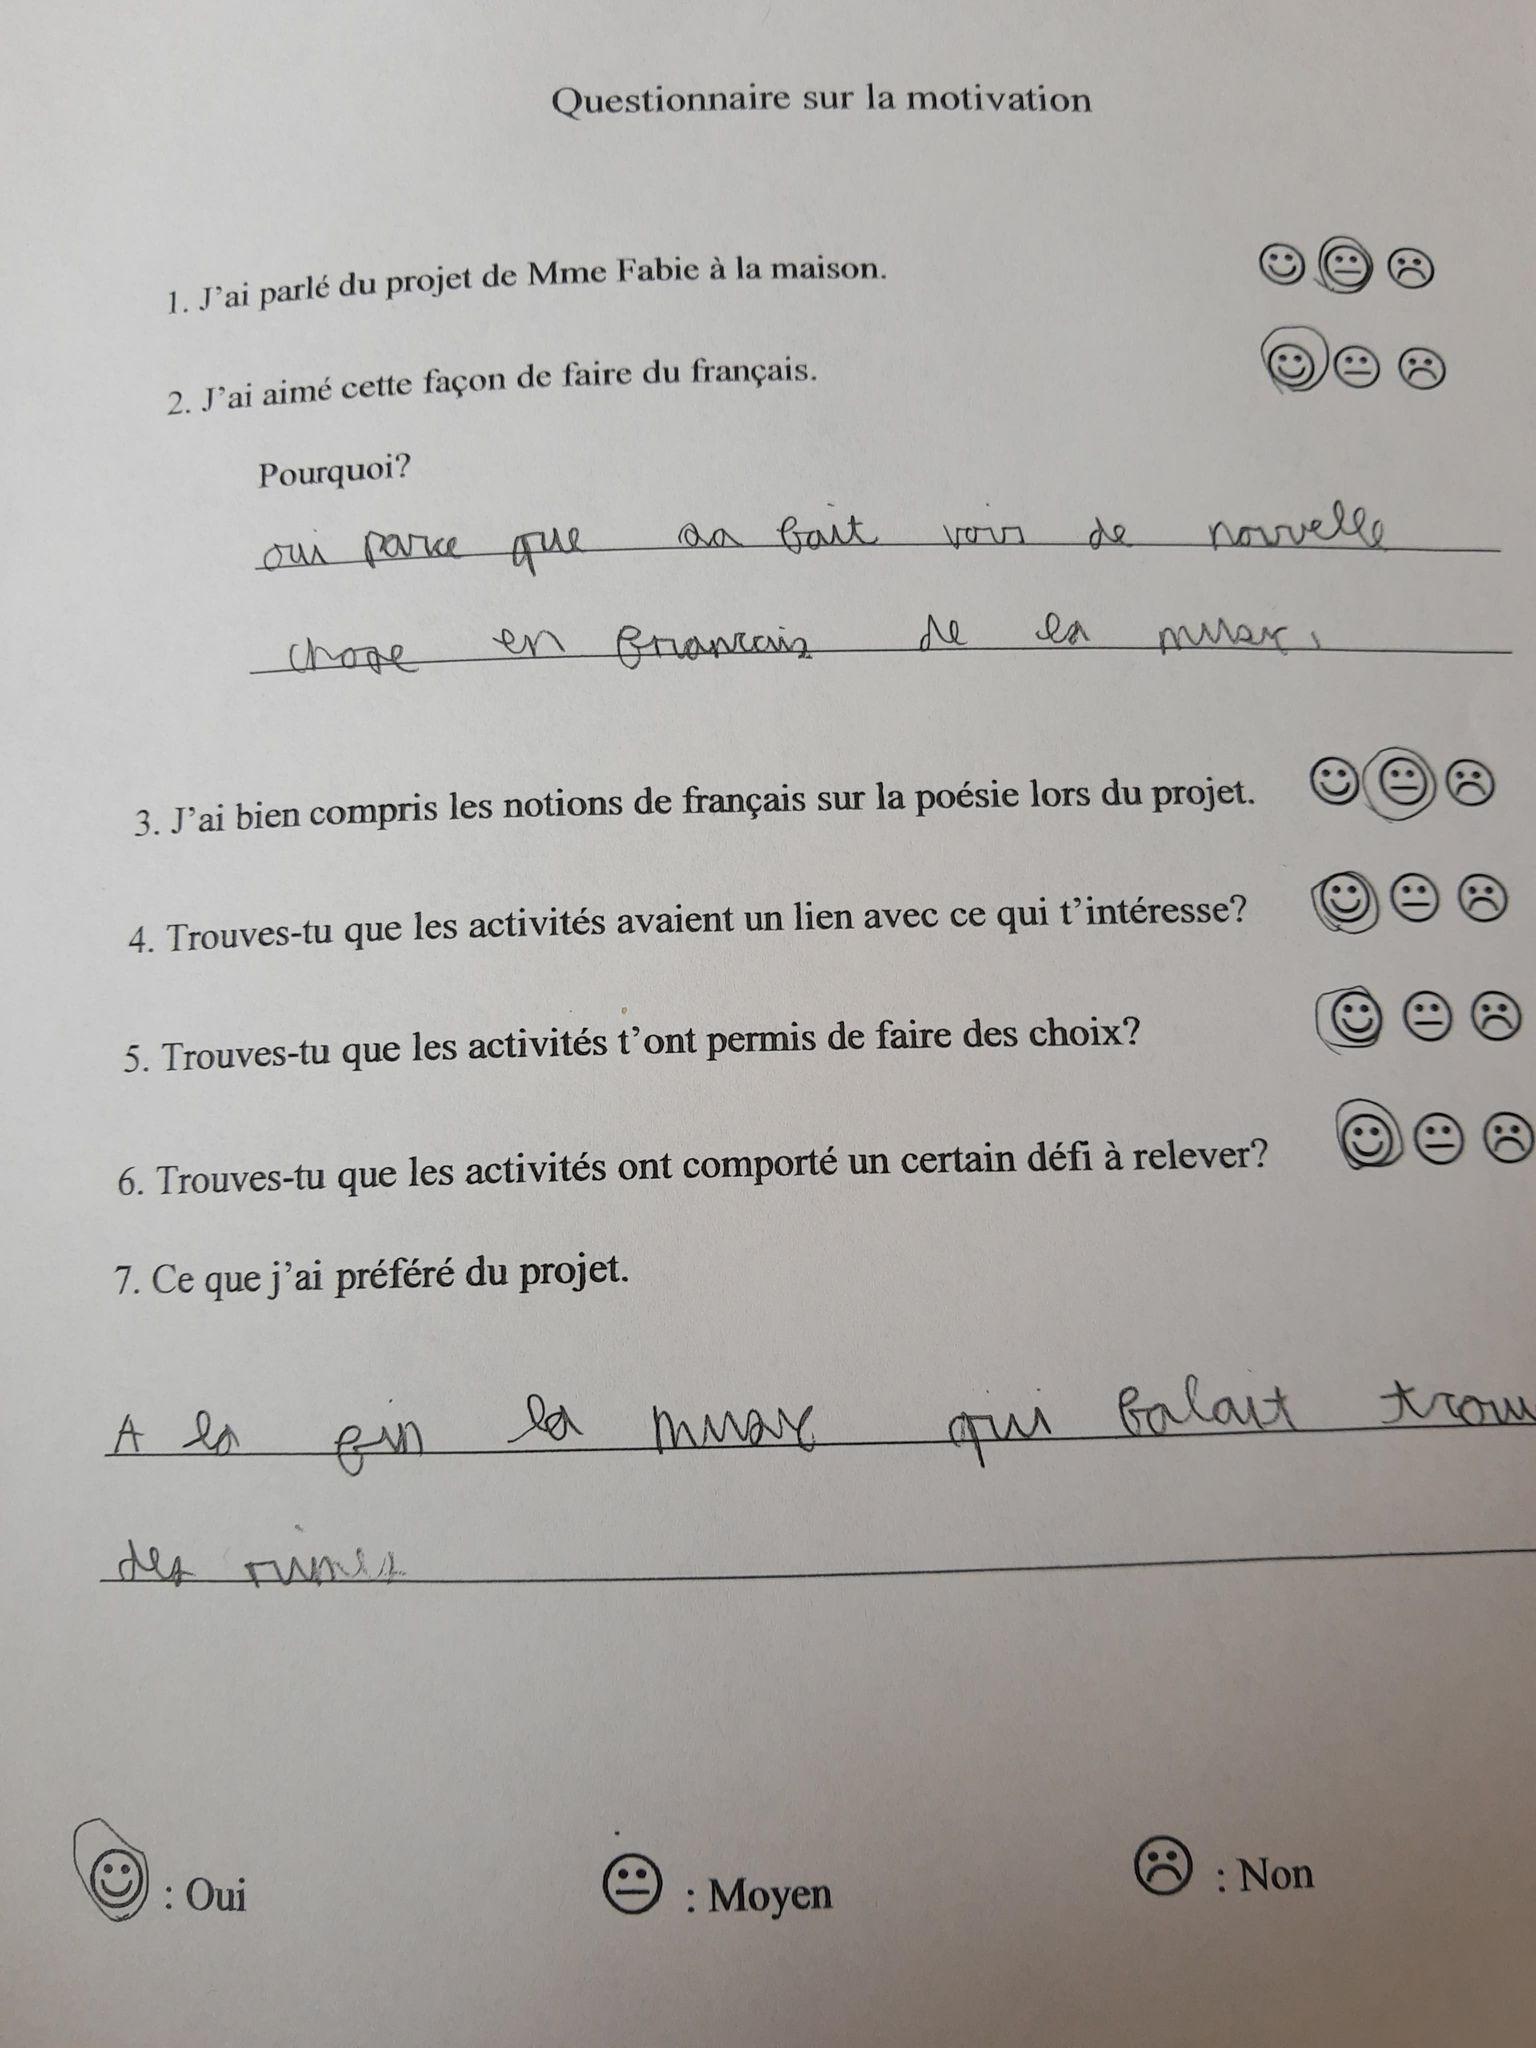 Questionnaire sur la motivation
1. J'ai parlé du projet de Mme Fabie à la maison.
2. J'ai aimé cette façon de faire du français.
Pourquoi?
oui parce que sa fait voir de nouvelle
chose en francais de la
3. J'ai bien compris les notions de français sur la poésie lors du projet.
4. Trouves-tu que les activités avaient un lien avec ce qui t'intéresse?
5. Trouves-tu que les activités t'ont permis de faire des choix?
6. Trouves-tu que les activités ont comporté un certain défi à relever?
7. Ce que j'ai préféré du projet.
A la fin la qui falait
des rimes
: Oui : Moyen : Non